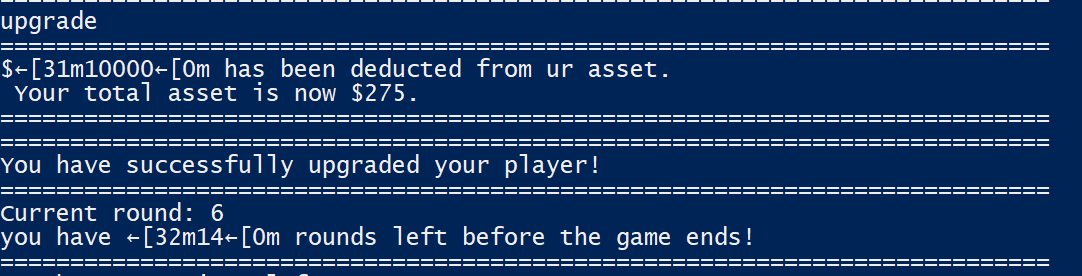 ===========================================================================
upgrade
===========================================================================
$←[31m10000←[0m has been deducted from ur asset.
 Your total asset is now $275.
===========================================================================
===========================================================================
You have successfully upgraded your player!
===========================================================================
Current round: 6
you have ←[32m14←[0m rounds left before the game ends!
===========================================================================